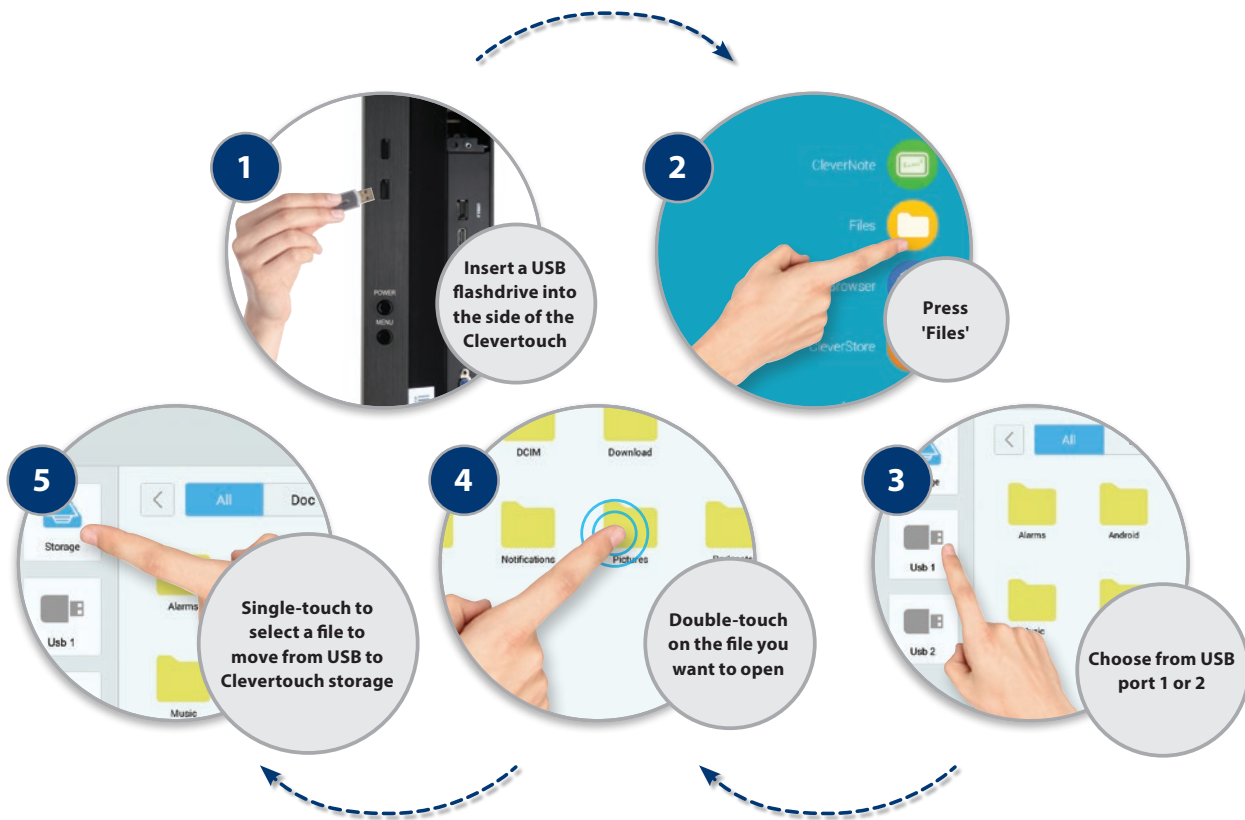 1
POWER
MENU
Insert a USB
flashdrive into
the side of the
Clevertouch
2
CleverNote
Files
Browser
CleverStore
Press
'Files'
3
All
Alarms
Android
Usb 1
Usb 2
Choose from USB
port 1 or 2
4
DCIM
Download
Notifications
Pictures
Podcasts
Double-touch
on the file you
want to open
5
All
Doc
Storage
Alarms
Usb 1
Music
Single-touch to
select a file to
move from USB to
Clevertouch storage